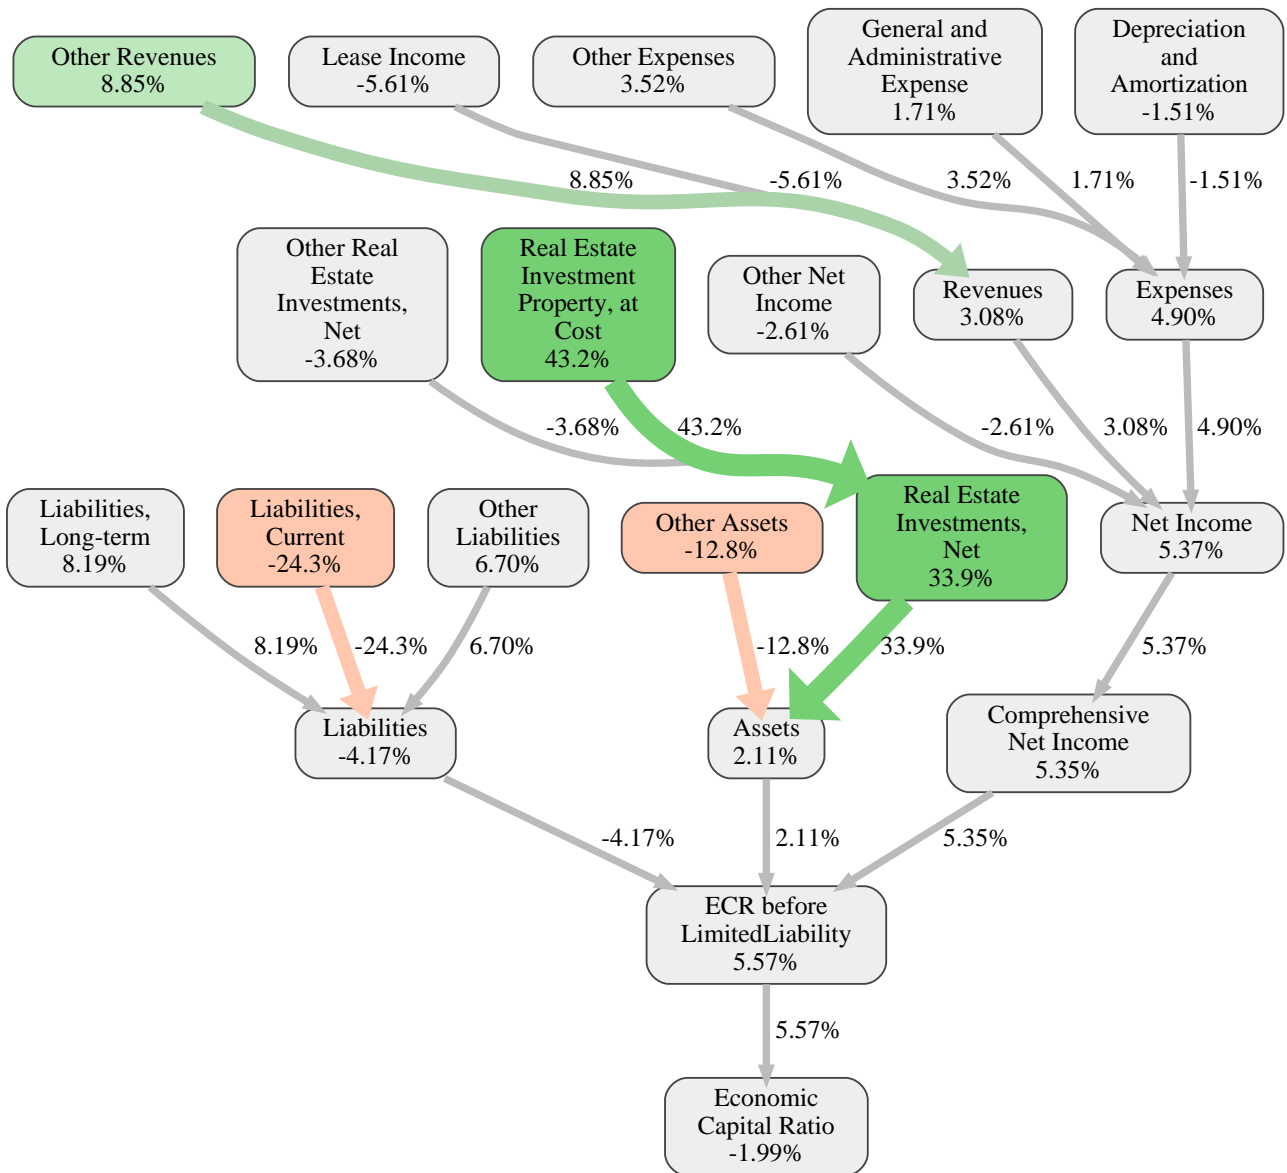 Other Revenues
8.85%
Lease Income
-5.61%
Other Expenses
3.52%
General and
Administrative
Expense
1.71%
Depreciation
and
Amortization
-1.51%
8.85%
-5.61%
3.52%
1.71%
-1.51%
Other Real
Estate
Investments,
Net
-3.68%
Real Estate
Investment
Property, at
Cost
43.2%
Other Net
Income
-2.61%
Revenues
3.08%
Expenses
4.90%
-3.68%
43.2%
-2.61%
3.08%
4.90%
Liabilities,
Long-term
8.19%
Liabilities,
Current
-24.3%
Other
Liabilities
6.70%
Other Assets
-12.8%
Real Estate
Investments,
Net
33.9%
Net Income
5.37%
8.19%
-24.3%
6.70%
-12.8%
33.9%
5.37%
Liabilities
-4.17%
Assets
2.11%
Comprehensive
Net Income
5.35%
-4.17%
2.11%
5.35%
ECR before
LimitedLiability
5.57%
5.57%
Economic
Capital Ratio
-1.99%